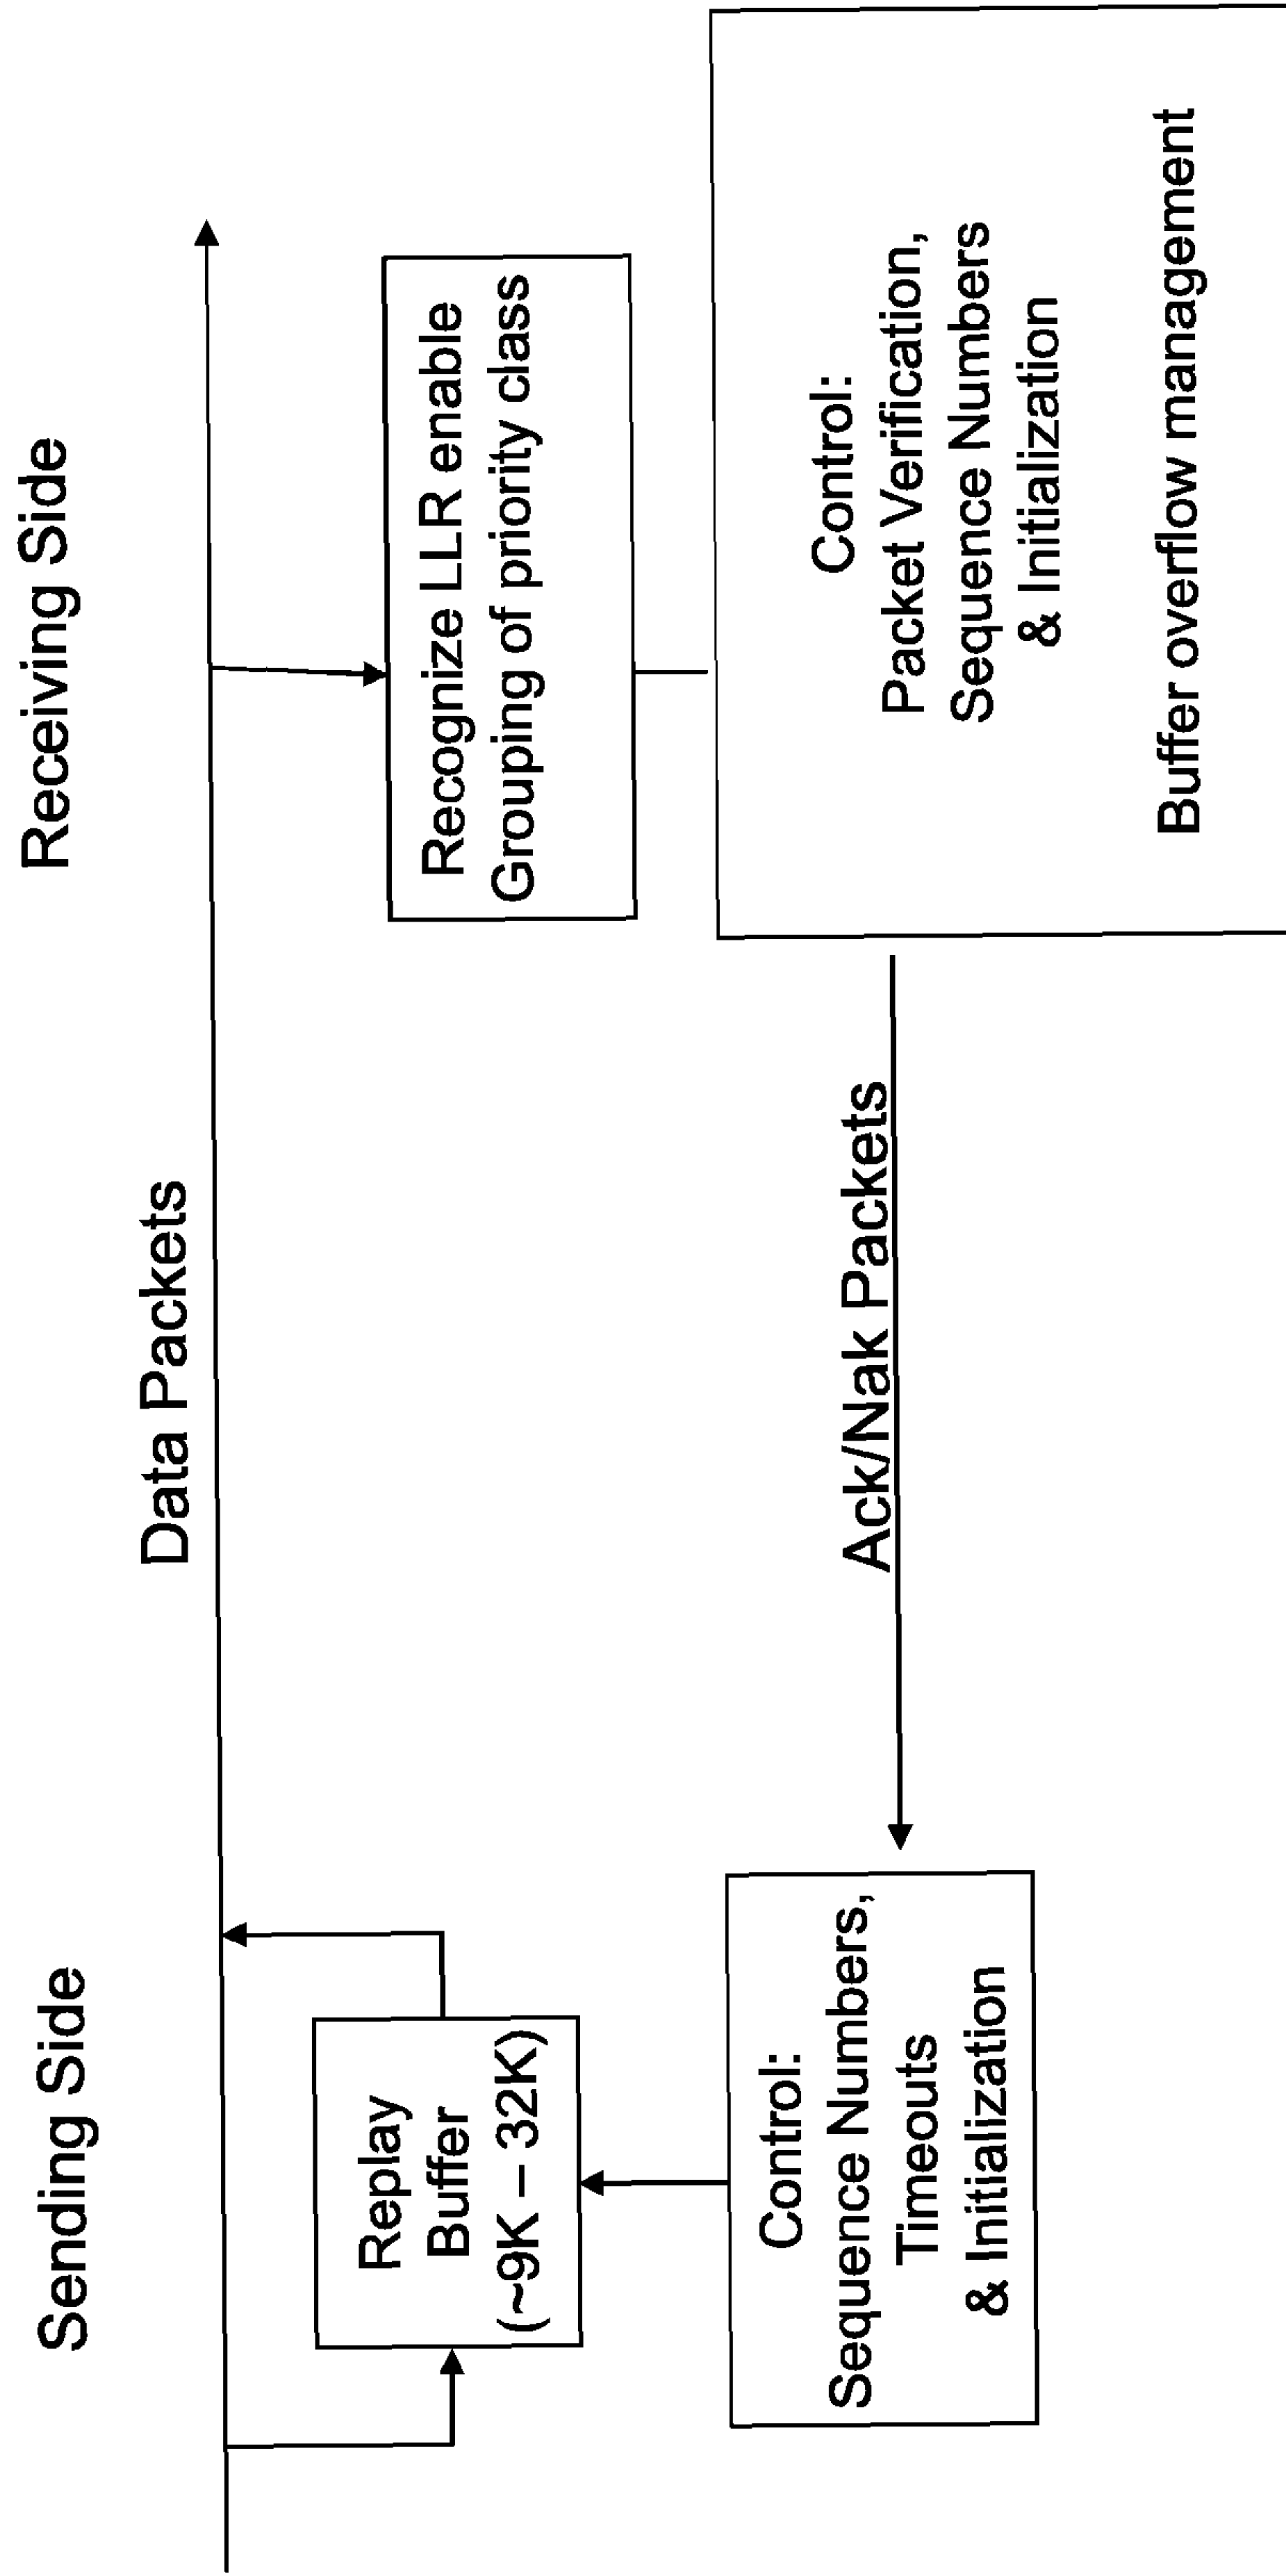 Sending Side
Receiving Side
Data Packets
Replay
Buffer
(~9K – 32K)
Recognize LLR enable
Grouping of priority class
Control:
Sequence Numbers,
Timeouts
& Initialization
Ack/Nak Packets
Control:
Packet Verification,
Sequence Numbers
& Initialization
Buffer overflow management